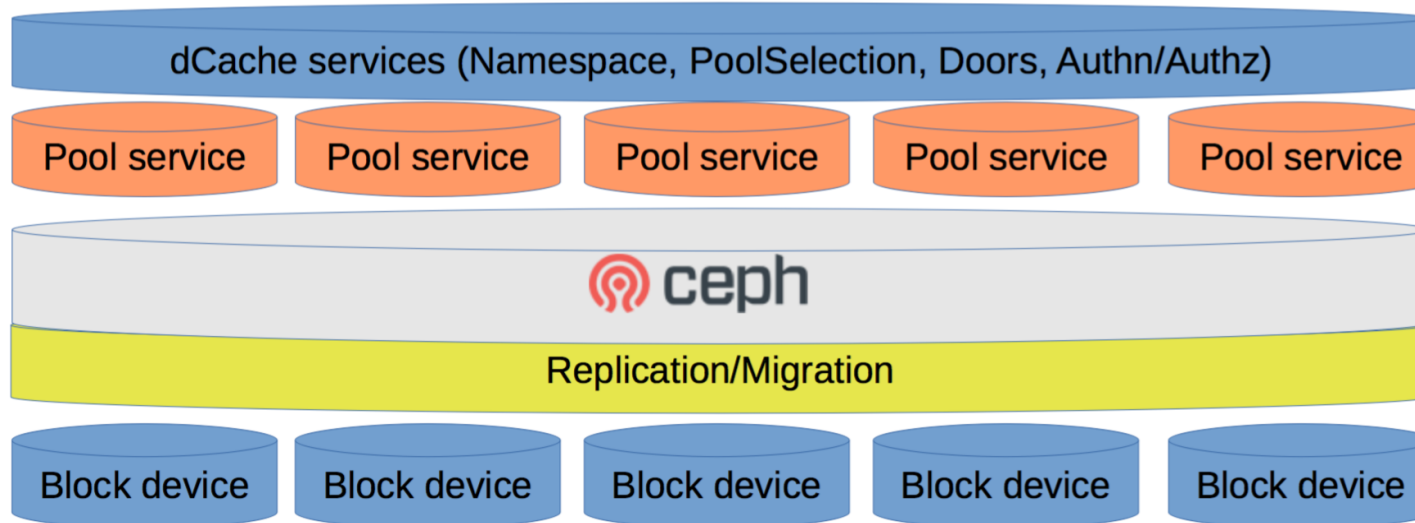 dCache services (Namespace, PoolSelection, Doors, Authn/Authz)
Pool service Pool service Pool service Pool service Pool service
ceph
Replication/Migration
Block device Block device Block device Block device Block device